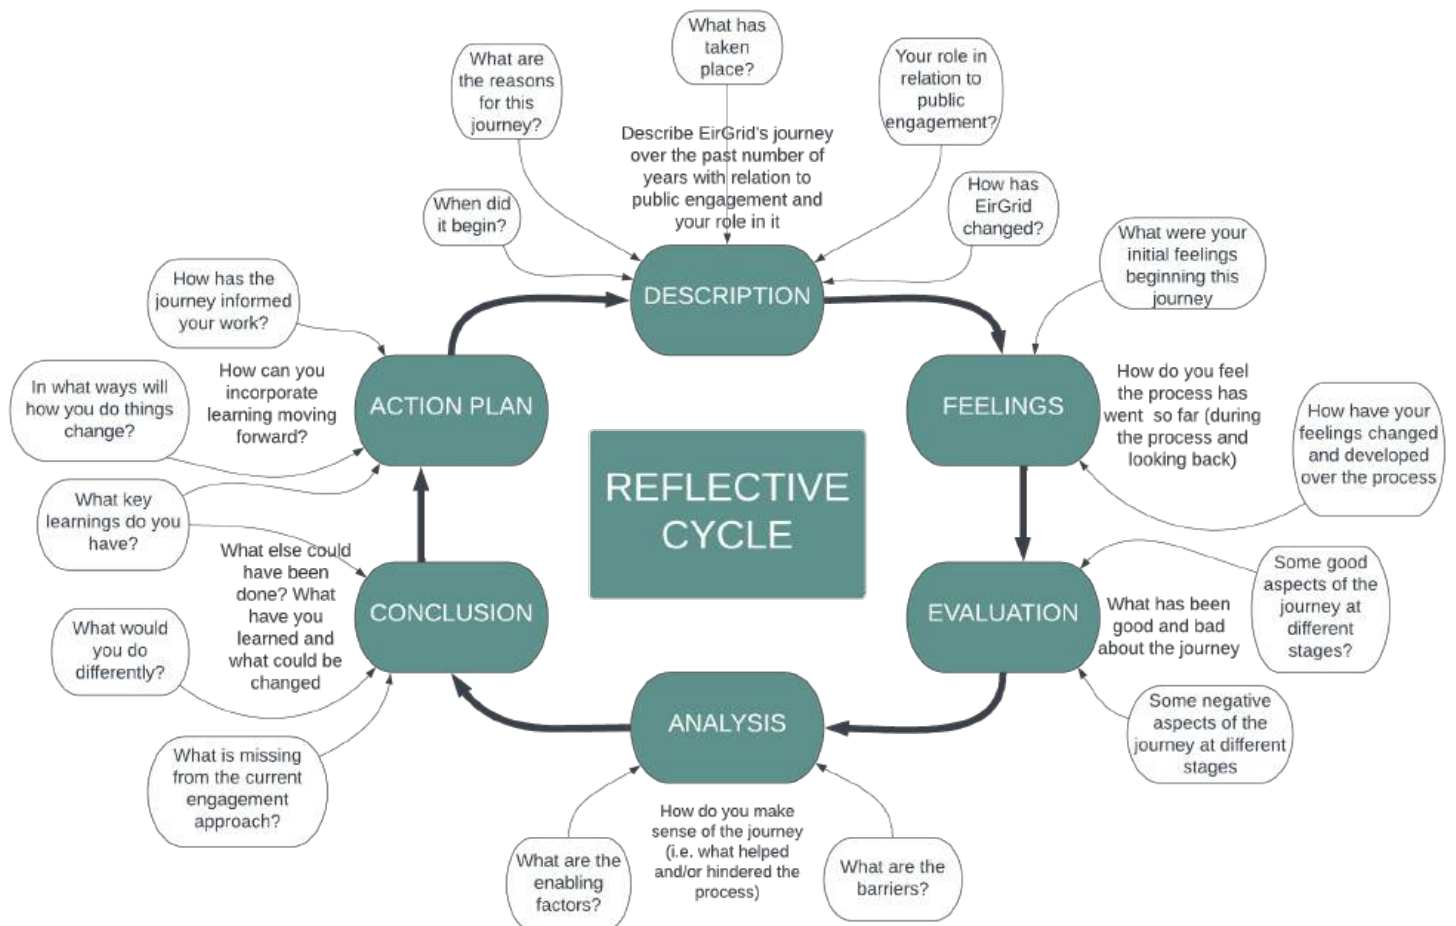 What has
taken
place?
What are
the reasons
for this
journey?
Your role in
relation to
public
engagement?
Describe EirGrid's journey
over the past number of
years with relation to
public engagement and
your role in it
When did
it begin?
How has
EirGrid
changed?
DESCRIPTION
What were your
initial feelings
beginning this
journey
How has the
journey informed
your work?
ACTION PLAN
How can you
incorporate
learning moving
forward?
In what ways will
how you do things
change?
FEELINGS
How do you feel
the process has
went so far (during
the process and
looking back)
How have your
feelings changed
and developed
over the process
REFLECTIVE
CYCLE
What key
learnings do you
have?
CONCLUSION
What else could
have been
done? What
have you
learned and
what could be
changed
What would
you do
differently?
What is missing
from the current
engagement
approach?
EVALUATION
What has been
good and bad
about the journey
Some good
aspects of the
journey at
different
stages?
Some negative
aspects of the
journey at different
stages
ANALYSIS
How do you make
sense of the journey
(i.e. what helped
and/or hindered the
process)
What are the
enabling
factors?
What are the
barriers?